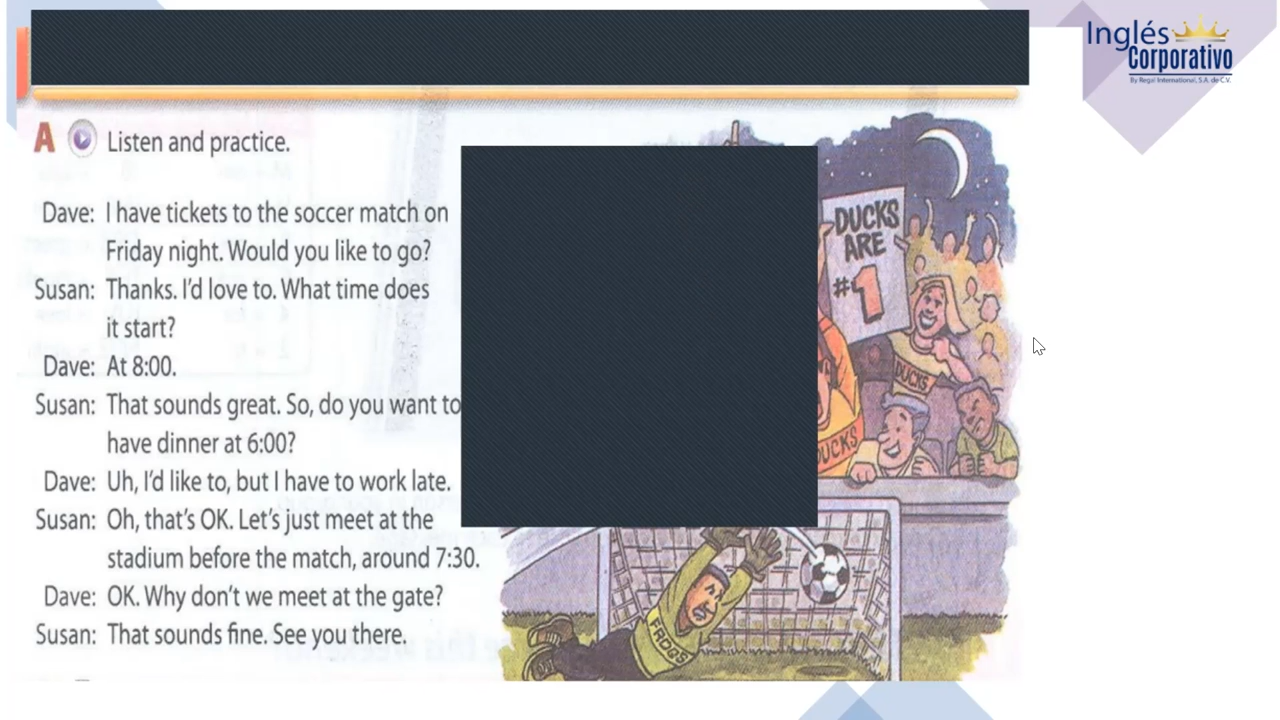 Inglés
Corporativo
By Regal International, S.A. de C.V.
A Listen and practice.
Dave: I have tickets to the soccer match on
Friday night. Would you like to go?
Susan: Thanks. I'd love to. What time does
it start?
Dave: At 8:00.
Susan: That sounds great. So, do you want to
have dinner at 6:00?
Dave: Uh, I'd like to, but I have to work late.
Susan: Oh, that's OK. Let's just meet at the
stadium before the match, around 7:30.
Dave: OK. Why don't we meet at the gate?
Susan: That sounds fine. See you there.
DUCKS
ARE
#1
DUCKS
DUCKS
FROGS